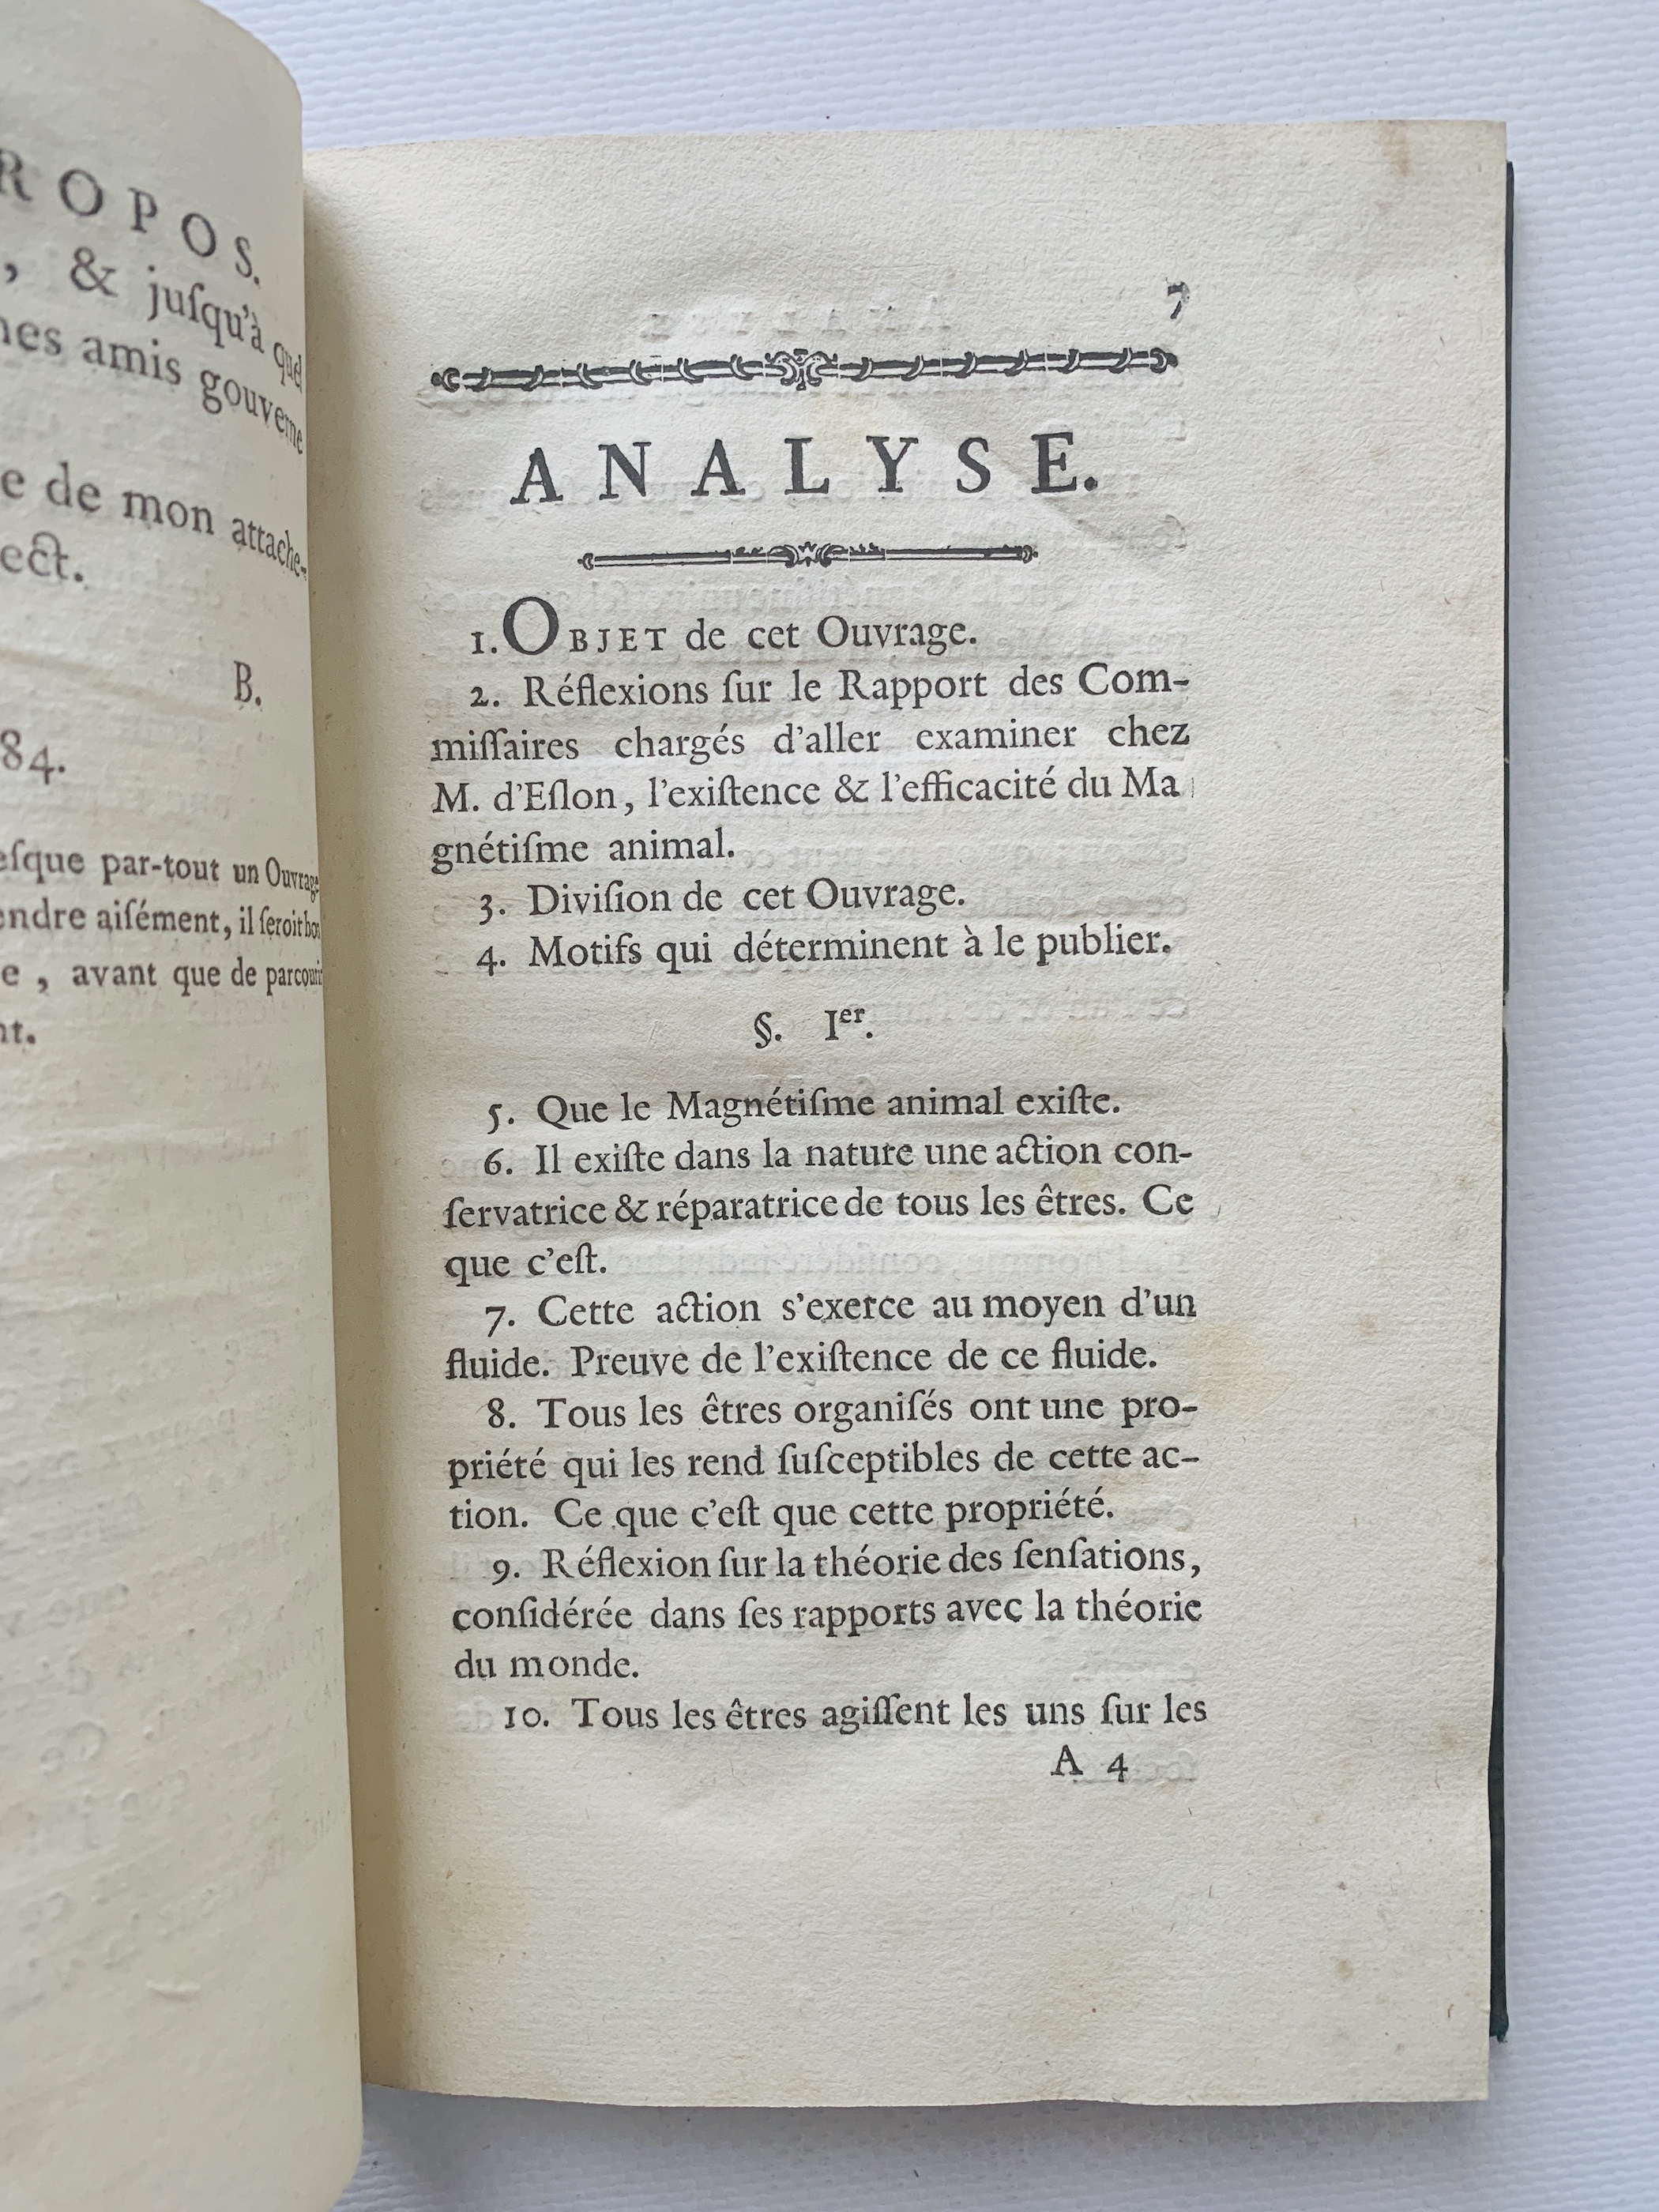 ROPOS.
, & juſqu'à quel
nes amis gouverne
e de mon attache-
ect.
B.
84.
eſque par-tout un Ouvrage
endre aiſément, il ſeroit bon
e, avant que de parcourir
nt.
7
ANALYSE.
1. OBJET de cet Ouvrage.
2. Réflexions ſur le Rapport des Com-
miſſaires chargés d'aller examiner chez
M. d'Eſlon, l'exiſtence & l'efficacité du Ma
gnétiſme animal.
3. Diviſion de cet Ouvrage.
4. Motifs qui déterminent à le publier.
§. Ier.
5. Que le Magnétiſme animal exiſte.
6. Il exiſte dans la nature une action con-
ſervatrice & réparatrice de tous les êtres. Ce
que c'eſt.
7. Cette action s'exerce au moyen d'un
fluide. Preuve de l'exiſtence de ce fluide.
8. Tous les êtres organiſés ont une pro-
priété qui les rend ſuſceptibles de cette ac-
tion. Ce que c'eſt que cette propriété.
9. Réflexion ſur la théorie des ſenſations,
conſidérée dans ſes rapports avec la théorie
du monde.
10. Tous les êtres agiſſent les uns ſur les
A 4